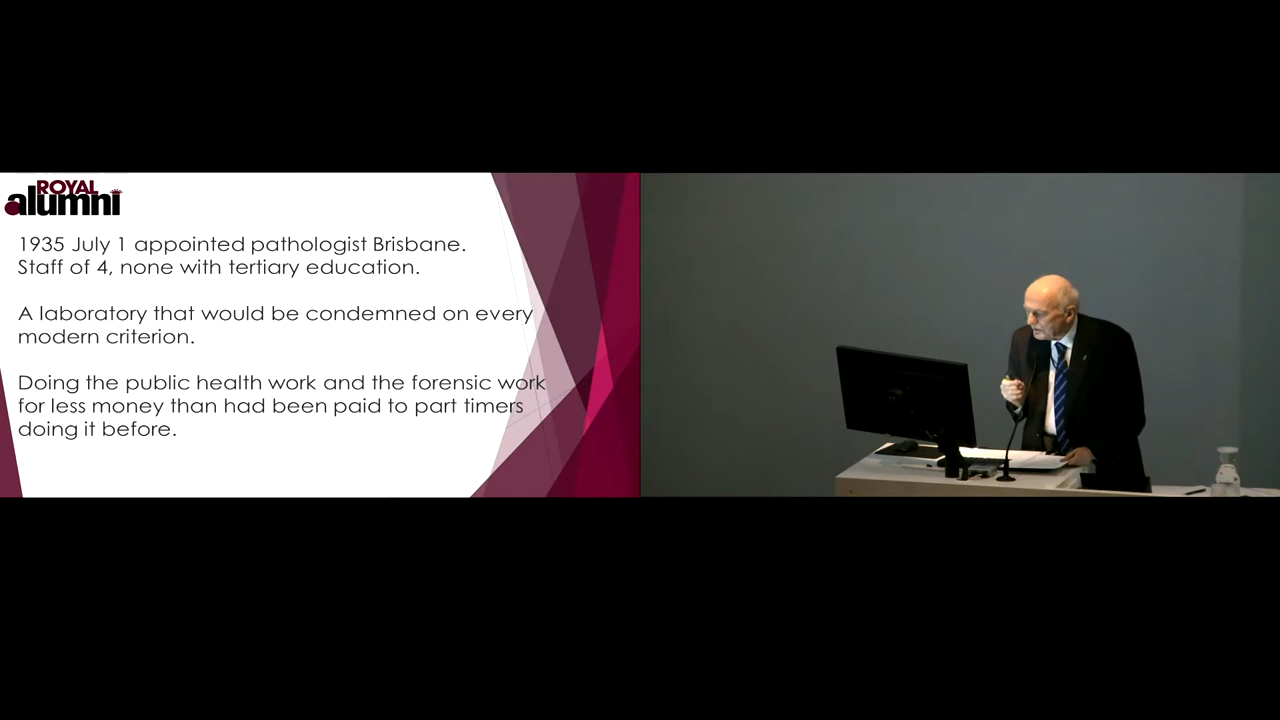 ROYAL
alumni
1935 July 1 appointed pathologist Brisbane.
Staff of 4, none with tertiary education.
A laboratory that would be condemned on every
modern criterion.
Doing the public health work and the forensic work
for less money than had been paid to part timers
doing it before.